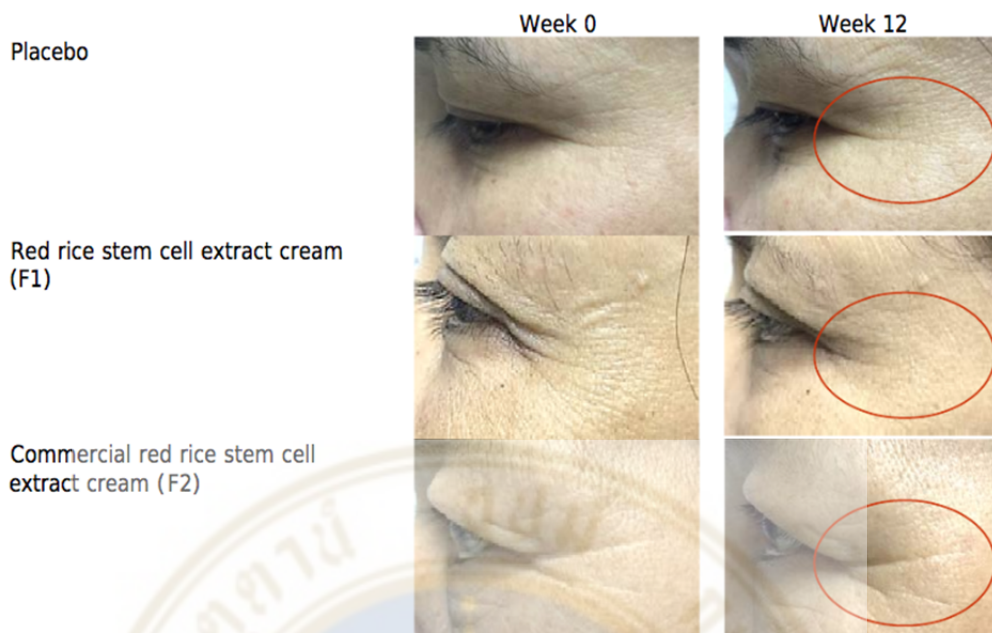 Week 0
Week 12
Placebo
Red rice stem cell extract cream
(F1)
Commercial red rice stem cell
extract cream (F2)